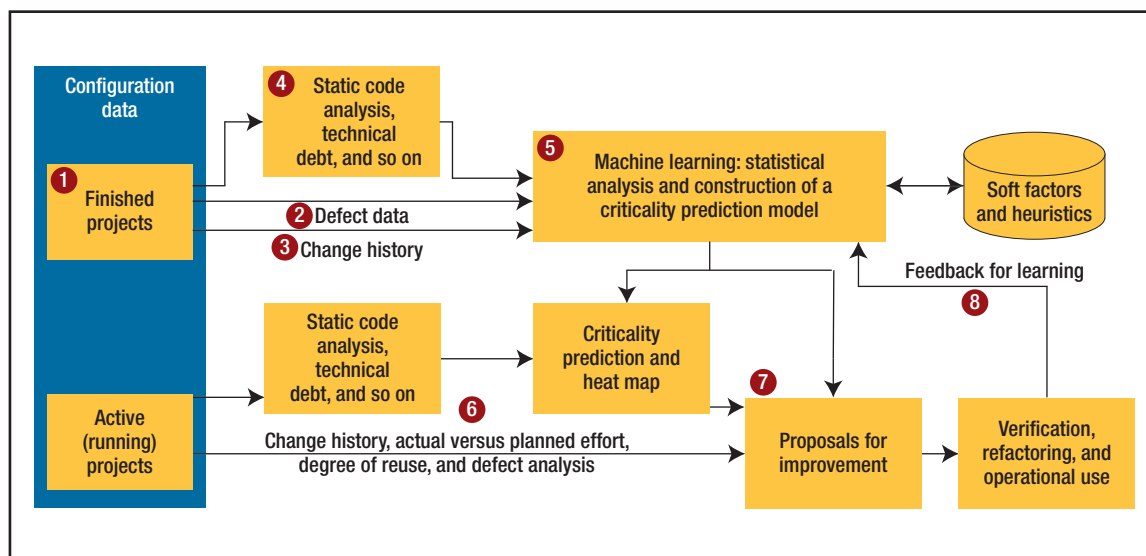 Configuration
data
1
Finished
projects
4
Static code
analysis,
technical
debt, and so on
2 Defect data
3 Change history
5
Machine learning: statistical
analysis and construction of a
criticality prediction model
Soft factors
and heuristics
Feedback for learning
8
Static code
analysis,
technical
debt, and so on
Criticality
prediction and
heat map
Active
(running)
projects
6
Change history, actual versus planned effort,
degree of reuse, and defect analysis
7
Proposals for
improvement
Verification,
refactoring, and
operational use